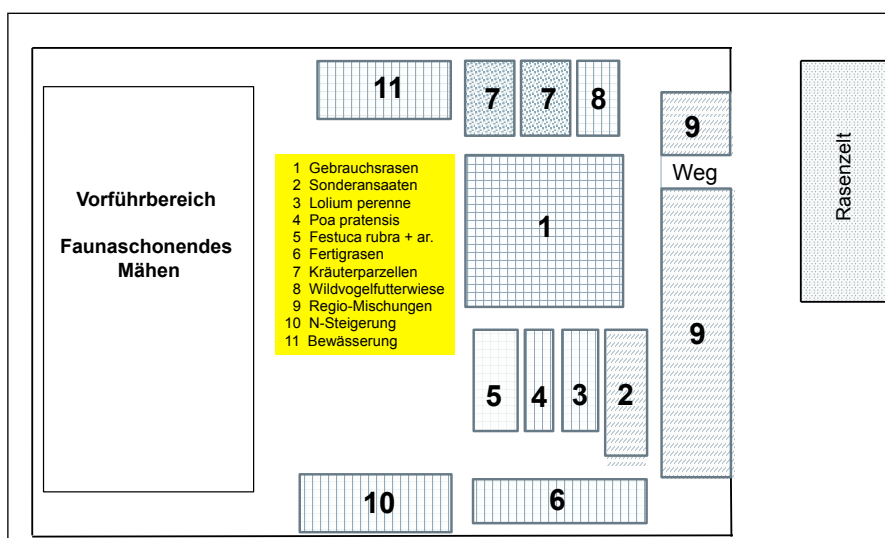 11
7
7
8
9
Weg
Rasenzelt
Vorführbereich
Faunaschonendes
Mähen
1 Gebrauchsrasen
2 Sonderansaaten
3 Lolium perenne
4 Poa pratensis
5 Festuca rubra + ar.
6 Fertigrasen
7 Kräuterparzellen
8 Wildvogelfutterwiese
9 Regio-Mischungen
10 N-Steigerung
11 Bewässerung
1
9
5
4
3
2
10
6